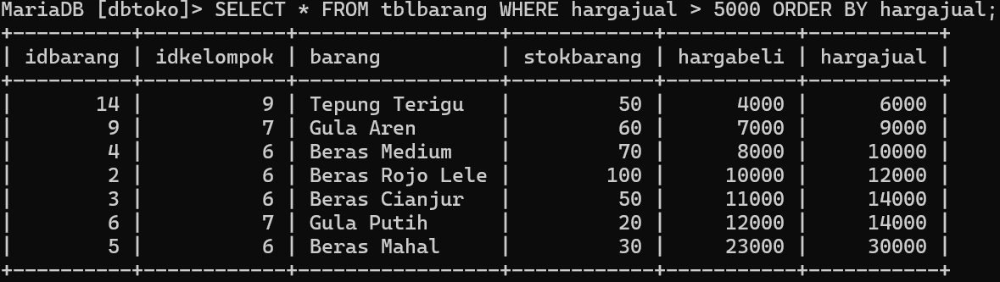 MariaDB [dbtoko]> SELECT * FROM tblbarang WHERE hargajual > 5000 ORDER BY hargajual;
+----------+------------+-----------------+------------+-----------+-----------+
| idbarang | idkelompok | barang          | stokbarang | hargabeli | hargajual |
+----------+------------+-----------------+------------+-----------+-----------+
|       14 |          9 | Tepung Terigu   |         50 |      4000 |      6000 |
|        9 |          7 | Gula Aren       |         60 |      7000 |      9000 |
|        4 |          6 | Beras Medium    |         70 |      8000 |     10000 |
|        2 |          6 | Beras Rojo Lele |        100 |     10000 |     12000 |
|        3 |          6 | Beras Cianjur   |         50 |     11000 |     14000 |
|        6 |          7 | Gula Putih      |         20 |     12000 |     14000 |
|        5 |          6 | Beras Mahal     |         30 |     23000 |     30000 |
+----------+------------+-----------------+------------+-----------+-----------+